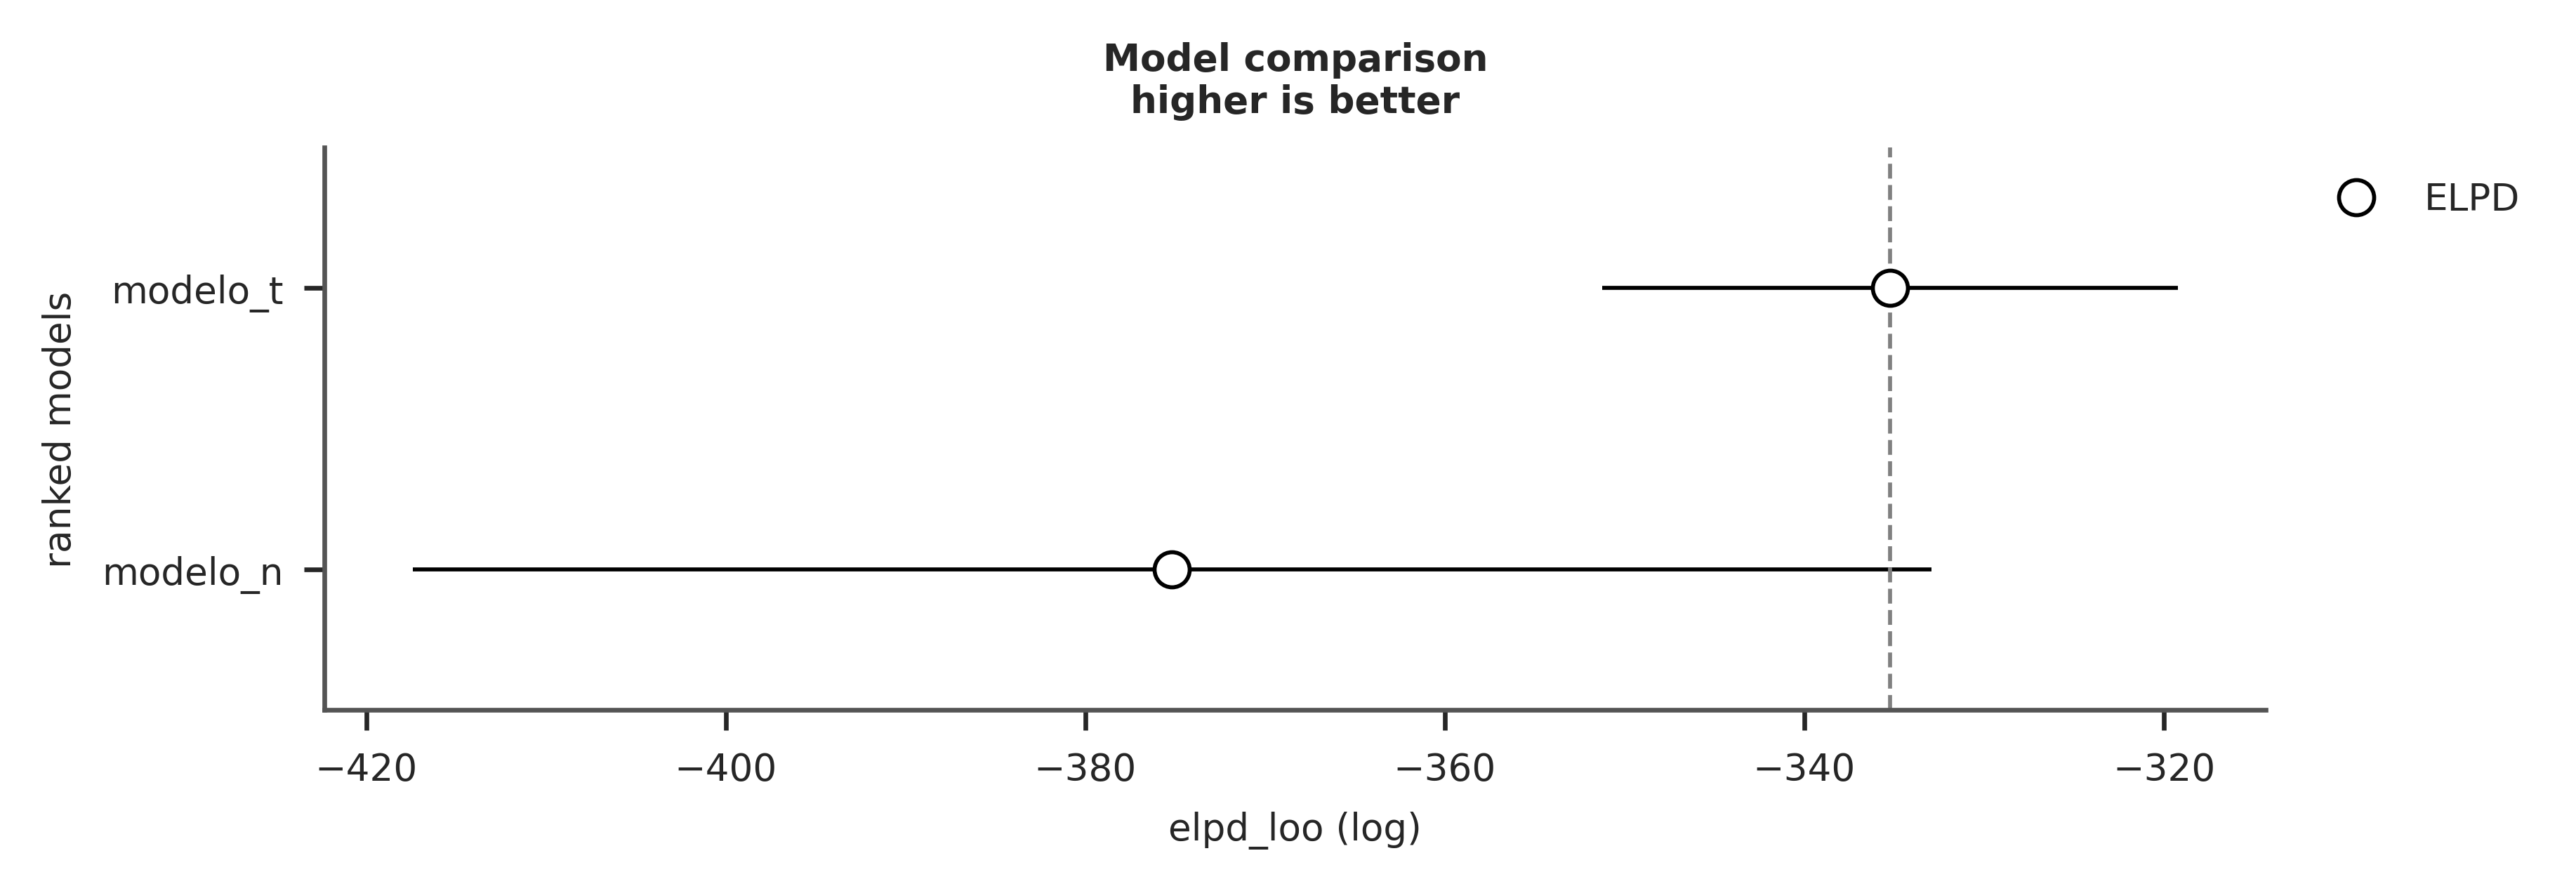 Model comparison
higher is better
ELPD
modelo_t
modelo_n
ranked models
−420
−400
−380
−360
−340
−320
elpd_loo (log)